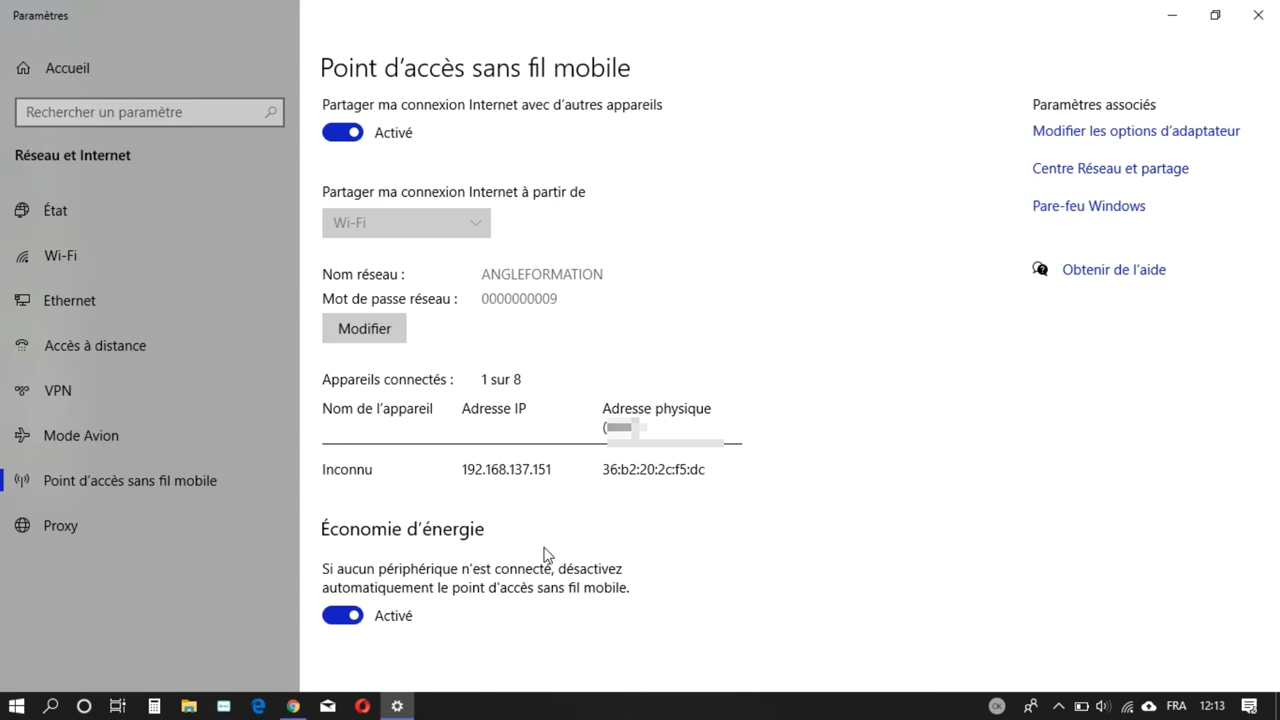 Paramètres
Accueil
Rechercher un paramètre
Réseau et Internet
État
Wi-Fi
Ethernet
Accès à distance
VPN
Mode Avion
Point d'accès sans fil mobile
Proxy
Point d'accès sans fil mobile
Partager ma connexion Internet avec d'autres appareils
Activé
Partager ma connexion Internet à partir de
Wi-Fi
Nom réseau : ANGLEFORMATION
Mot de passe réseau : 0000000009
Modifier
Appareils connectés : 1 sur 8
Nom de l'appareil Adresse IP Adresse physique
(
Inconnu 192.168.137.151 36:b2:20:2c:f5:dc
Économie d'énergie
Si aucun périphérique n'est connecté, désactivez
automatiquement le point d'accès sans fil mobile.
Activé
Paramètres associés
Modifier les options d'adaptateur
Centre Réseau et partage
Pare-feu Windows
Obtenir de l'aide
OK
FRA
12:13